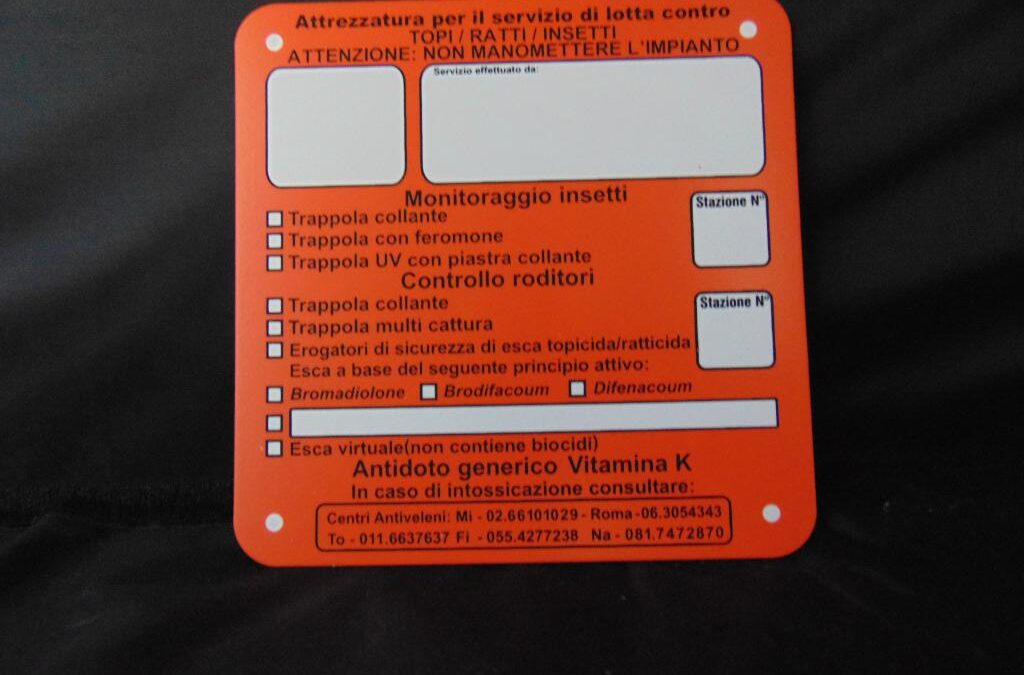 Attrezzatura per il servizio di lotta contro
TOPI / RATTI / INSETTI
ATTENZIONE: NON MANOMETTERE L'IMPIANTO
Servizio effettuato da:
Monitoraggio insetti
Trappola collante
Trappola con feromone
Trappola UV con piastra collante
Stazione N°
Controllo roditori
Trappola collante
Trappola multi cattura
Erogatori di sicurezza di esca topicida/ratticida
Stazione N°
Esca a base del seguente principio attivo:
Bromadiolone Brodifacoum Difenacoum
Esca virtuale(non contiene biocidi)
Antidoto generico Vitamina K
In caso di intossicazione consultare:
Centri Antiveleni: Mi - 02.66101029 - Roma -06.3054343
To - 011.6637637 Fi - 055.4277238 Na - 081.7472870